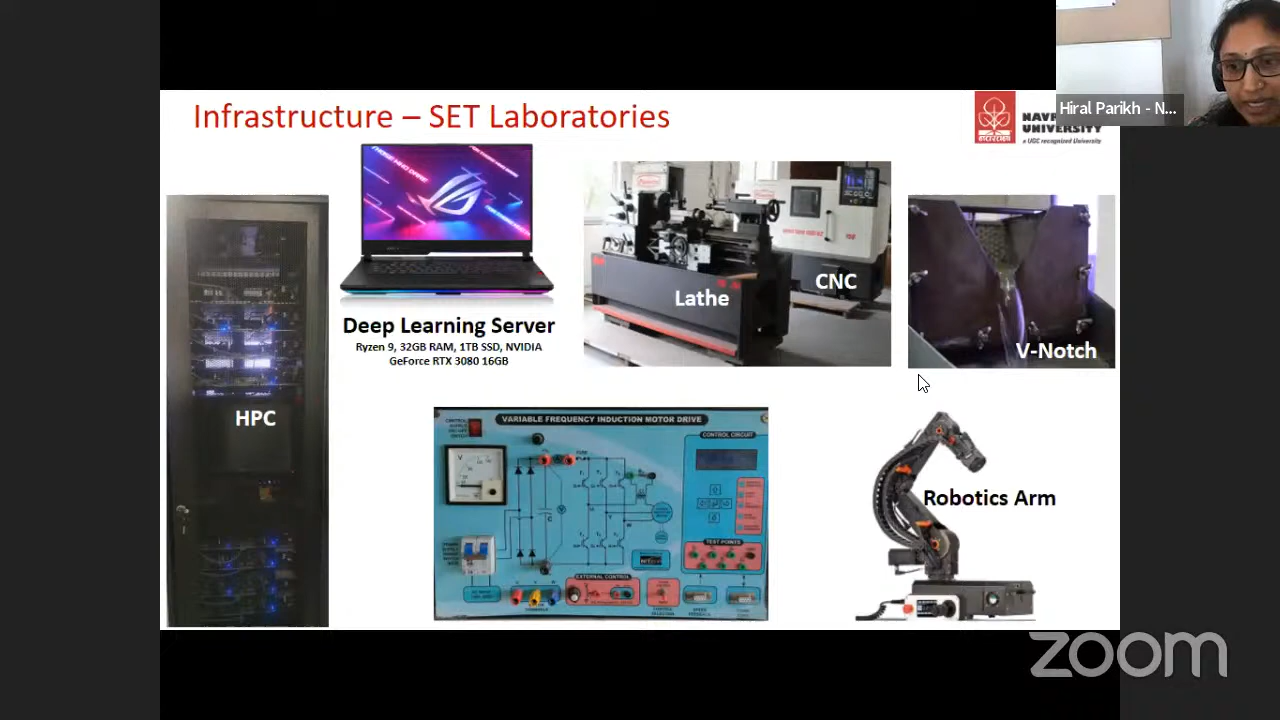 Infrastructure – SET Laboratories
Hiral Parikh - N...
UNIVERSITY
a UGC recognized University
HPC
Deep Learning Server
Ryzen 9, 32GB RAM, 1TB SSD, NVIDIA
GeForce RTX 3080 16GB
Lathe
CNC
V-Notch
VARIABLE FREQUENCY INDUCTION MOTOR DRIVE
CONTROL CIRCUIT
V
C
TEST POINTS
EXTERNAL CONTROL
Robotics Arm
zoom